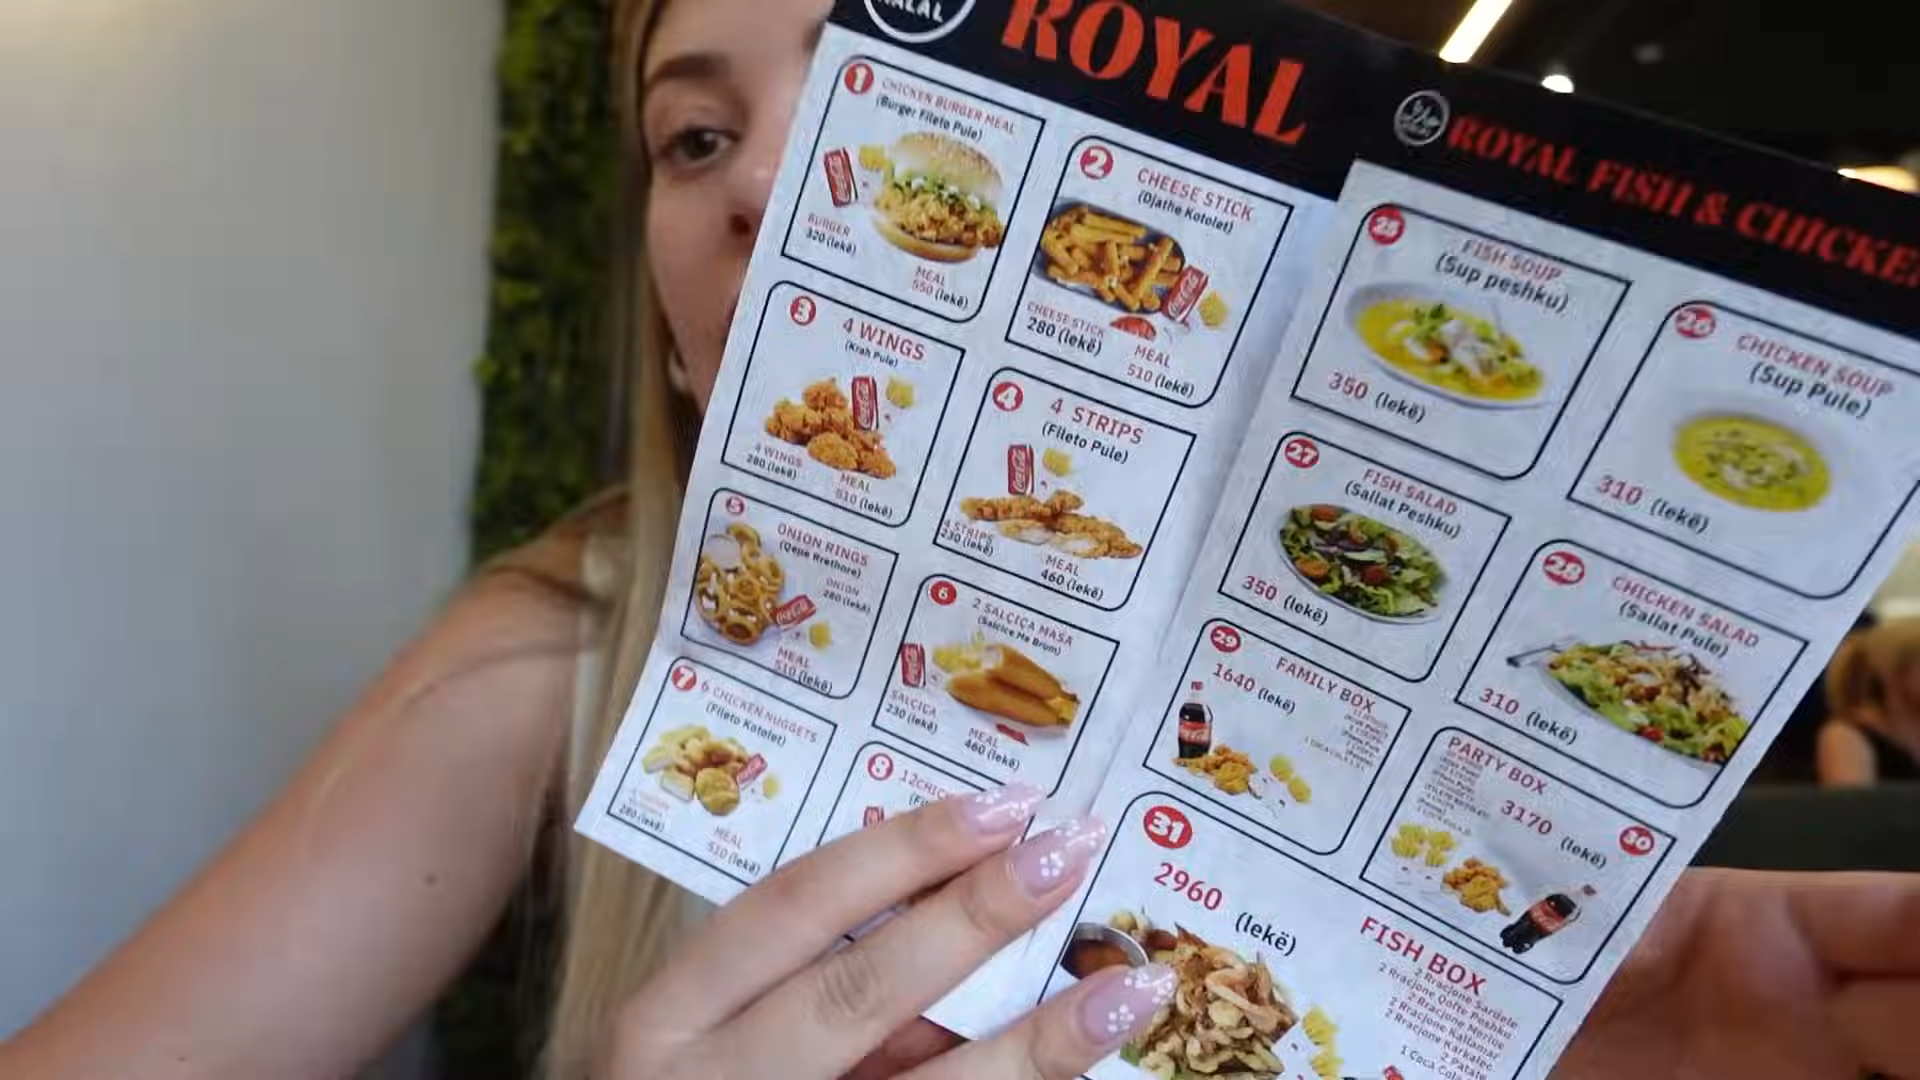 HALAL
ROYAL
1
CHICKEN BURGER MEAL
(Burger Fileto Pule)
BURGER
320 (lekë)
MEAL
550 (lekë)
2
CHEESE STICK
(Djathe Kotolet)
CHEESE STICK
280 (lekë)
MEAL
510 (lekë)
3
4 WINGS
(Krah Pule)
4 WINGS
280 (lekë)
MEAL
510 (lekë)
4
4 STRIPS
(Fileto Pule)
4 STRIPS
230 (lekë)
MEAL
460 (lekë)
5
ONION RINGS
(Qepe Rrethore)
ONION
280 (lekë)
MEAL
510 (lekë)
6
2 SALÇIÇA MASA
(Salcice Me Brum)
SALÇIÇA
230 (lekë)
MEAL
460 (lekë)
7
6 CHICKEN NUGGETS
(Fileto Kotolet)
280 (lekë)
MEAL
510 (lekë)
8
ROYAL FISH & CHICKE
25
FISH SOUP
(Sup peshku)
350 (lekë)
26
CHICKEN SOUP
(Sup Pule)
310 (lekë)
27
FISH SALAD
(Sallat Peshku)
350 (lekë)
28
CHICKEN SALAD
(Sallat Pule)
310 (lekë)
29
FAMILY BOX
1640 (lekë)
PARTY BOX
3170 (lekë)
30
31
2960 (lekë)
FISH BOX
2 Rracione Sardele
2 Rracione Qofte Peshku
2 Rracione Merluc
2 Rracione Kallamar
2 Rracione Karkalec
2 Patate
1 Coca Cola